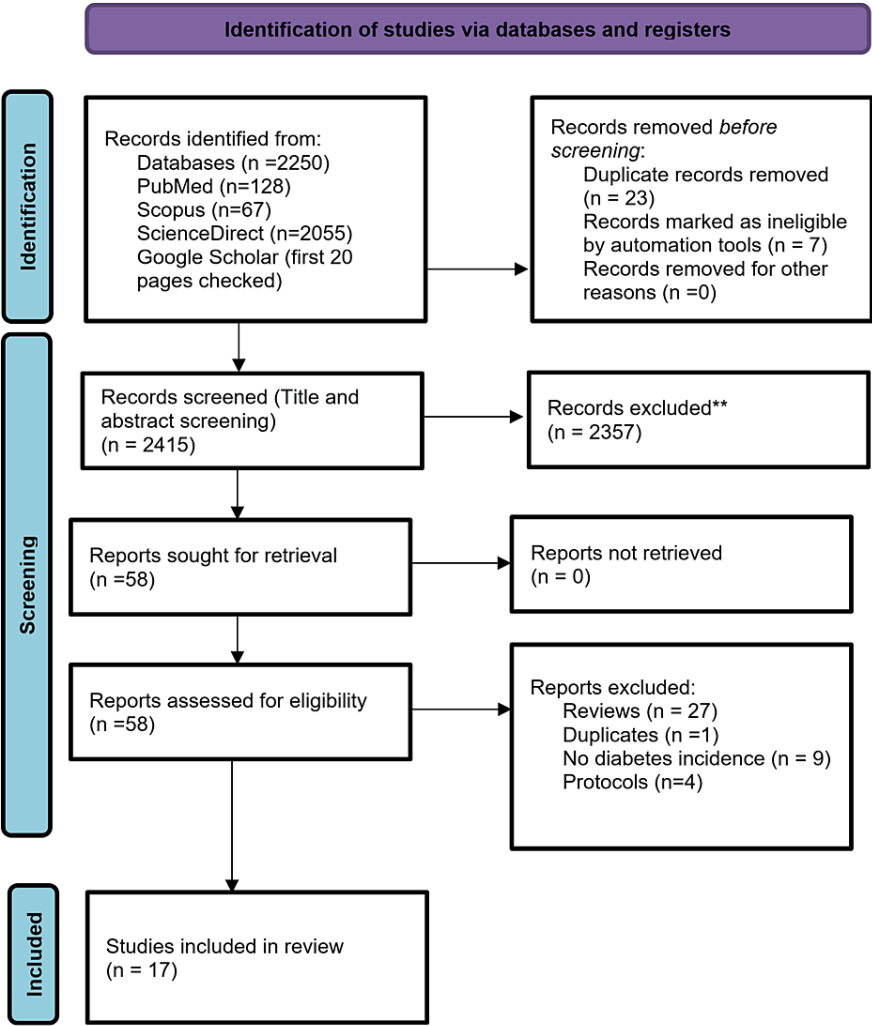 Identification of studies via databases and registers
Identification
Records identified from:
Databases (n =2250)
PubMed (n=128)
Scopus (n=67)
ScienceDirect (n=2055)
Google Scholar (first 20
pages checked)
Records removed before
screening:
Duplicate records removed
(n = 23)
Records marked as ineligible
by automation tools (n = 7)
Records removed for other
reasons (n =0)
Screening
Records screened (Title and
abstract screening)
(n = 2415)
Records excluded**
(n = 2357)
Reports sought for retrieval
(n =58)
Reports not retrieved
(n = 0)
Reports assessed for eligibility
(n =58)
Reports excluded:
Reviews (n = 27)
Duplicates (n =1)
No diabetes incidence (n = 9)
Protocols (n=4)
Included
Studies included in review
(n = 17)